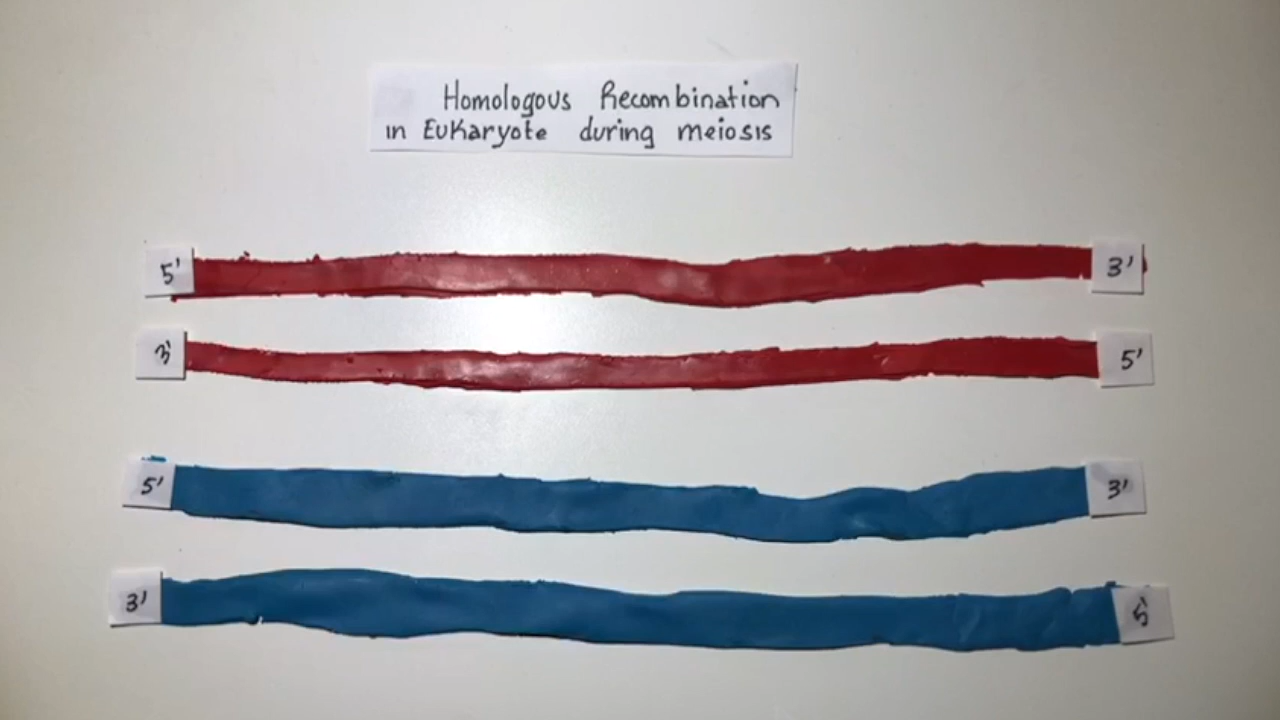 Homologous Recombination
in Eukaryote during meiosis
5' 3'
3' 5'
5' 3'
3' 5'